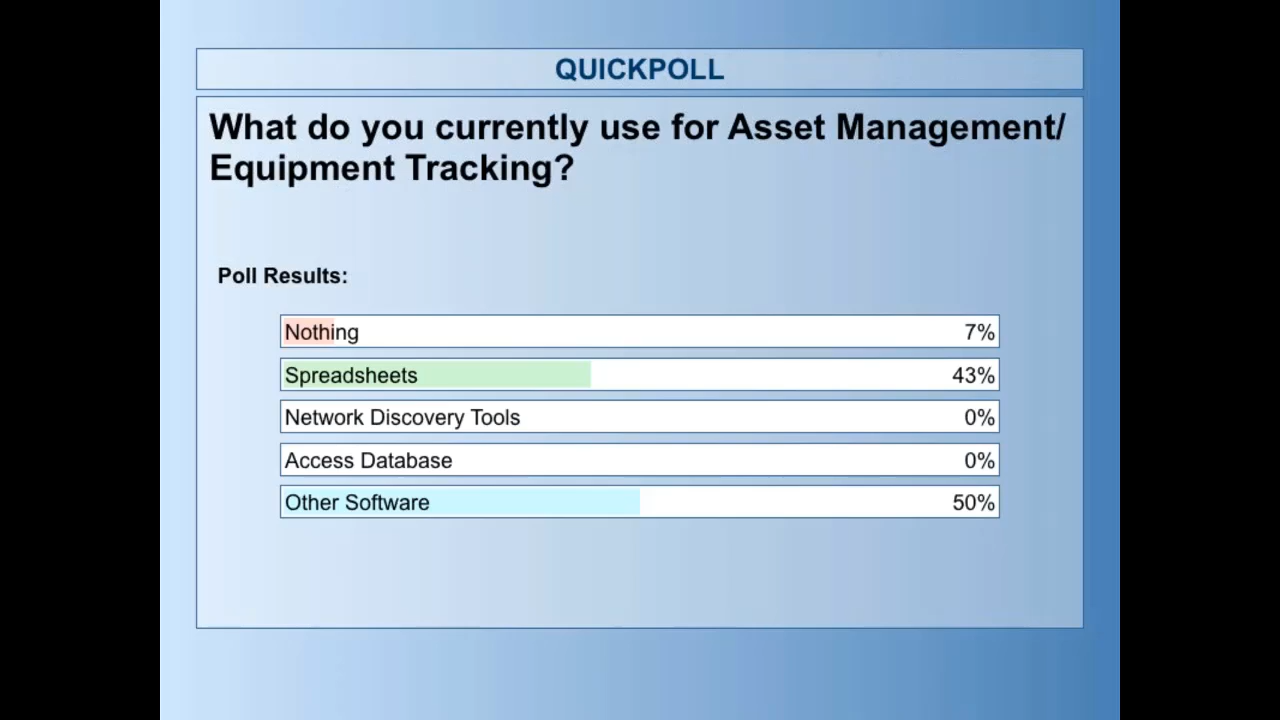 QUICKPOLL
What do you currently use for Asset Management/
Equipment Tracking?
Poll Results:
Nothing 7%
Spreadsheets 43%
Network Discovery Tools 0%
Access Database 0%
Other Software 50%